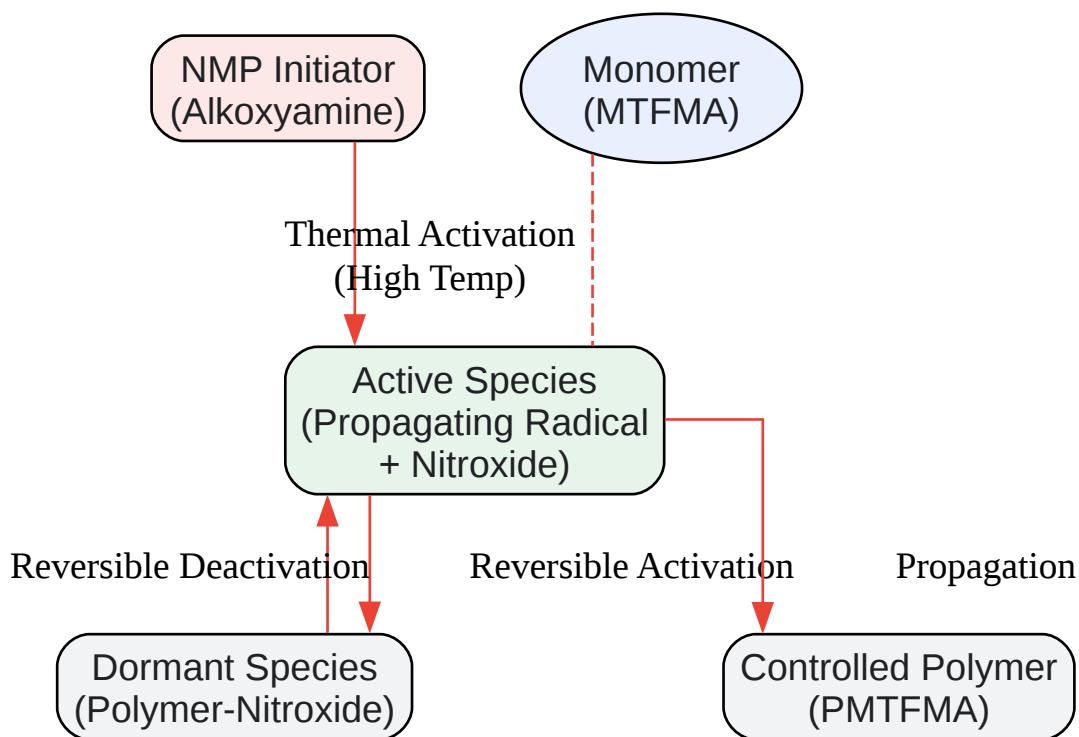 NMP Initiator
(Alkoxyamine)
Monomer
(MTFMA)
Thermal Activation
(High Temp)
Active Species
(Propagating Radical
+ Nitroxide)
Reversible Deactivation
Reversible Activation
Propagation
Dormant Species
(Polymer-Nitroxide)
Controlled Polymer
(PMTFMA)